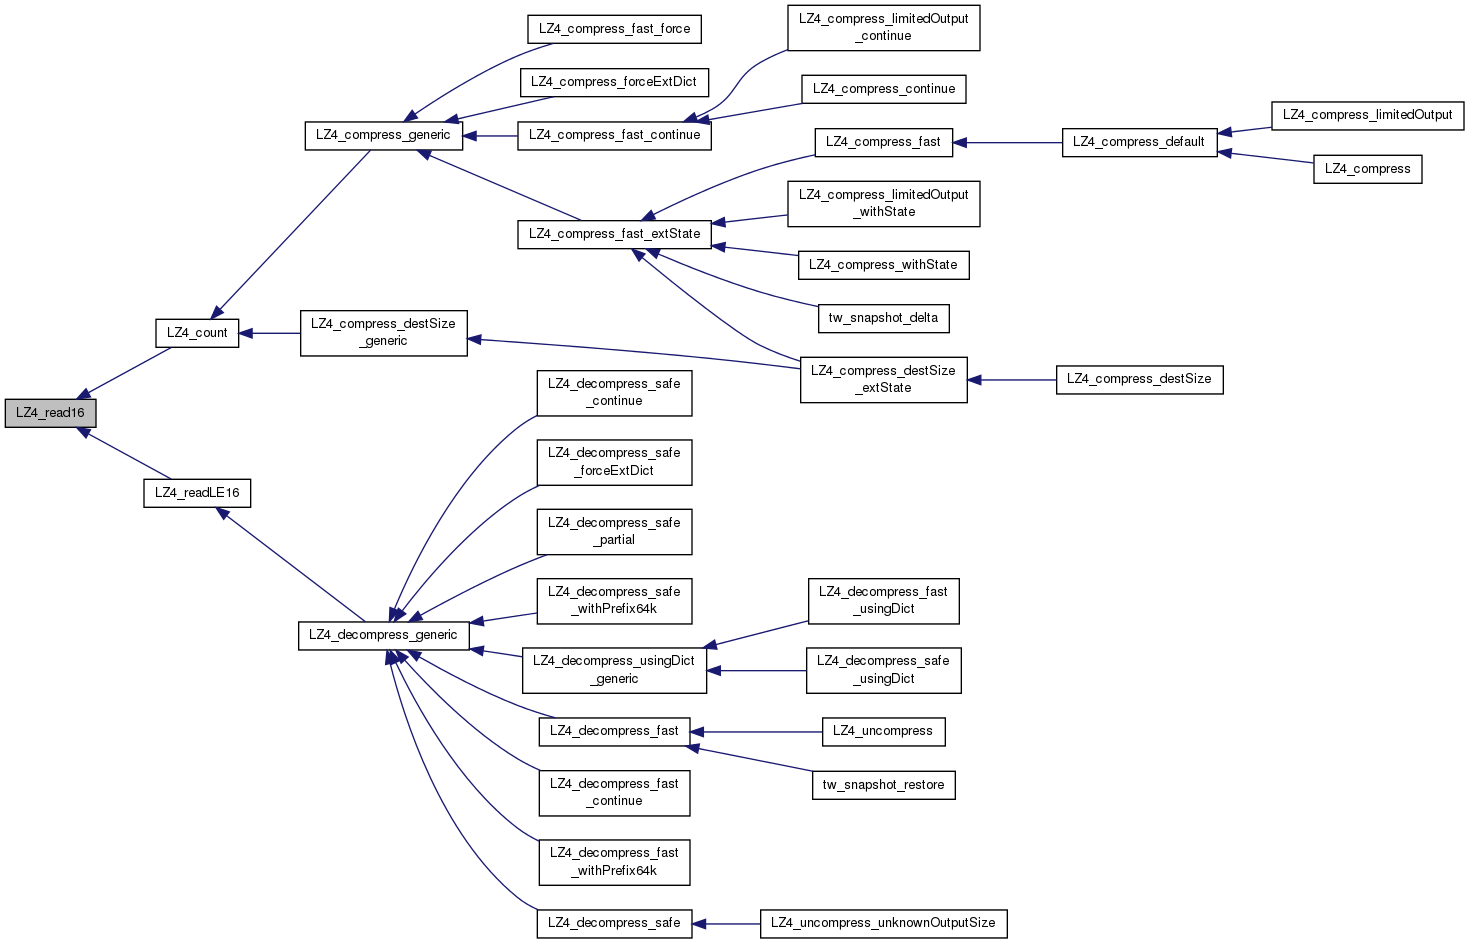 LZ4_compress_limitedOutput
_continue
LZ4_compress_fast_force
LZ4_compress_forceExtDict
LZ4_compress_continue
LZ4_compress_limitedOutput
LZ4_compress_generic
LZ4_compress_fast_continue
LZ4_compress_fast
LZ4_compress_default
LZ4_compress
LZ4_compress_limitedOutput
_withState
LZ4_compress_fast_extState
LZ4_compress_withState
tw_snapshot_delta
LZ4_count
LZ4_compress_destSize
_generic
LZ4_compress_destSize
_extState
LZ4_compress_destSize
LZ4_decompress_safe
_continue
LZ4_read16
LZ4_decompress_safe
_forceExtDict
LZ4_readLE16
LZ4_decompress_safe
_partial
LZ4_decompress_safe
_withPrefix64k
LZ4_decompress_fast
_usingDict
LZ4_decompress_generic
LZ4_decompress_usingDict
_generic
LZ4_decompress_safe
_usingDict
LZ4_decompress_fast
LZ4_uncompress
tw_snapshot_restore
LZ4_decompress_fast
_continue
LZ4_decompress_fast
_withPrefix64k
LZ4_decompress_safe
LZ4_uncompress_unknownOutputSize